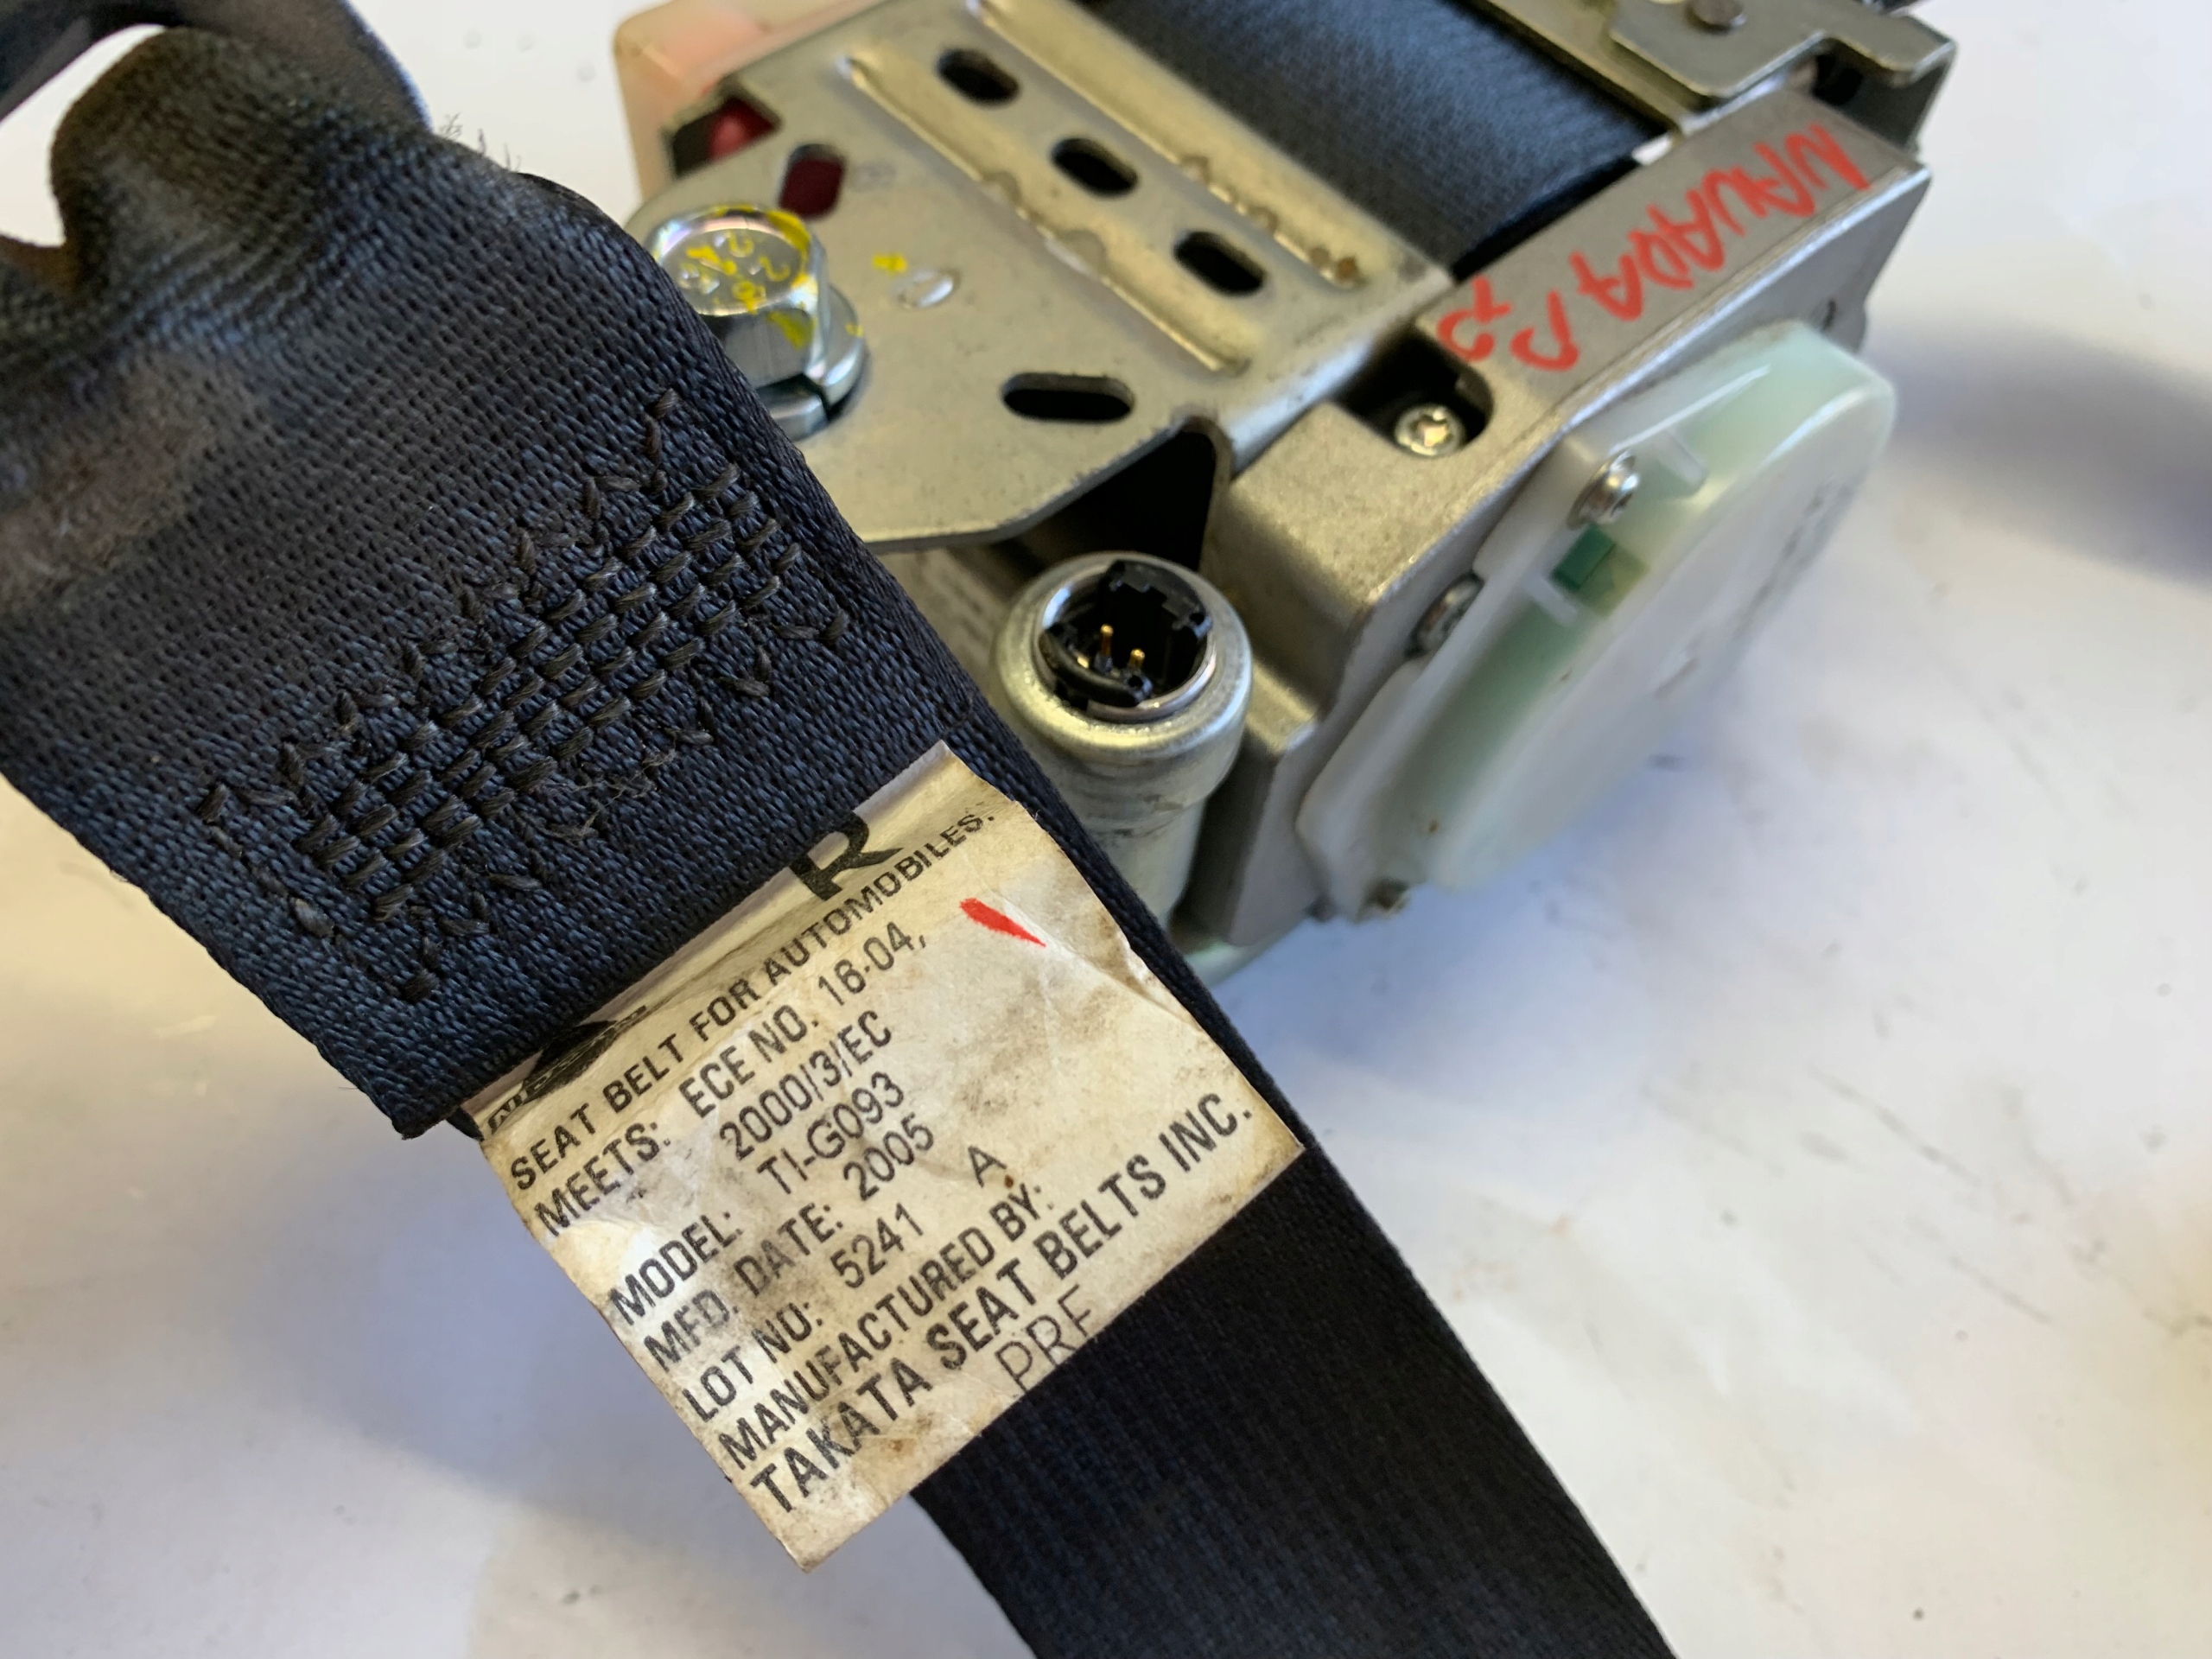 NAVARA
R
SEAT BELT FOR AUTOMOBILES.
MEETS: ECE NO. 16-04,
2000/3/EC
MODEL: TI-G093
MFD. DATE: 2005
LOT NO: 5241 A
MANUFACTURED BY:
TAKATA SEAT BELTS INC.
PRF